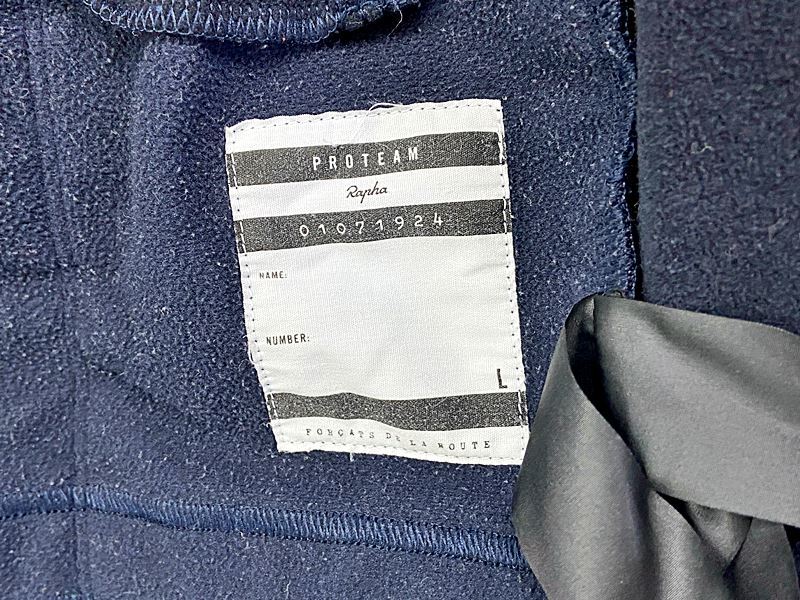 PROTEAM
Rapha
01071924
NAME:
NUMBER:
L
FORÇATS DE LA ROUTE